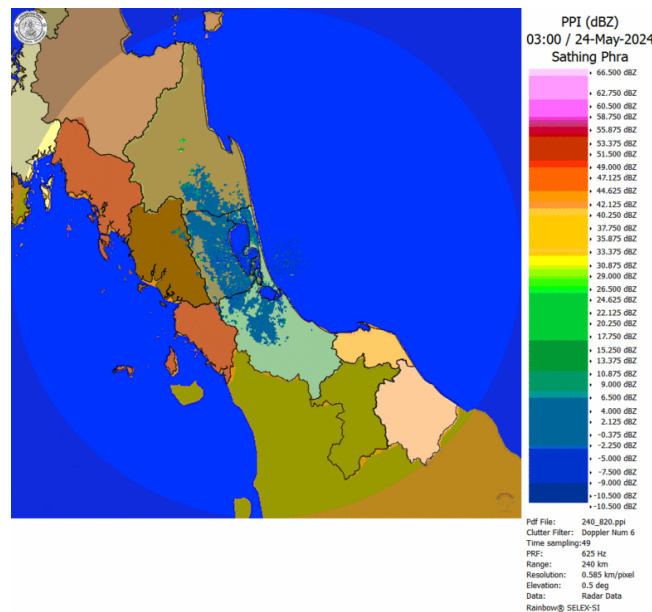 PPI (dBZ)
03:00 / 24-May-2024
Sathing Phra
66.500 dBZ
62.750 dBZ
60.500 dBZ
58.750 dBZ
55.875 dBZ
53.375 dBZ
51.500 dBZ
49.000 dBZ
47.125 dBZ
44.625 dBZ
42.125 dBZ
40.250 dBZ
37.750 dBZ
35.875 dBZ
33.375 dBZ
30.875 dBZ
29.000 dBZ
26.500 dBZ
24.625 dBZ
22.125 dBZ
20.250 dBZ
17.750 dBZ
15.250 dBZ
13.375 dBZ
10.875 dBZ
9.000 dBZ
6.500 dBZ
4.000 dBZ
2.125 dBZ
-0.375 dBZ
-2.250 dBZ
-5.000 dBZ
-7.500 dBZ
-9.000 dBZ
-10.500 dBZ
-10.500 dBZ
Pdf File: 240_820.ppi
Clutter Filter: Doppler Num 6
Time sampling:49
PRF: 625 Hz
Range: 240 km
Resolution: 0.585 km/pixel
Elevation: 0.5 deg
Data: Radar Data
Rainbow® SELEX-SI